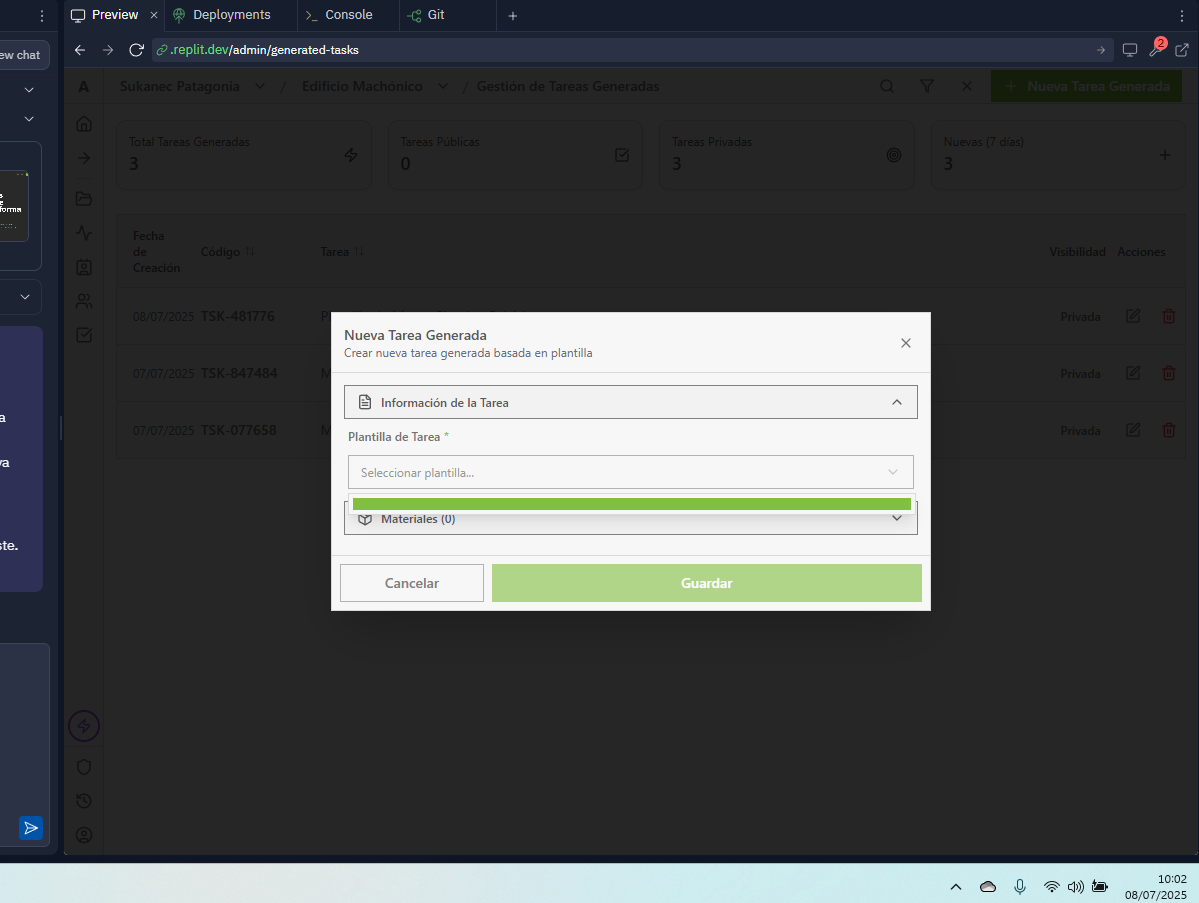 Preview
Deployments
Console
Git
ew chat
.replit.dev/admin/generated-tasks
2
A
Sukanec Patagonia
/
Edificio Machónico
/
Gestión de Tareas Generadas
Nueva Tarea Generada
Total Tareas Generadas
3
Tareas Públicas
0
Tareas Privadas
3
Nuevas (7 días)
3
forma
Fecha
de
Creación
Código
Tarea
Visibilidad
Acciones
08/07/2025
TSK-481776
Privada
07/07/2025
TSK-847484
M
Privada
07/07/2025
TSK-077658
M
Privada
a
va
ste.
Nueva Tarea Generada
Crear nueva tarea generada basada en plantilla
Información de la Tarea
Plantilla de Tarea *
Seleccionar plantilla...
Materiales (0)
Cancelar
Guardar
10:02
08/07/2025